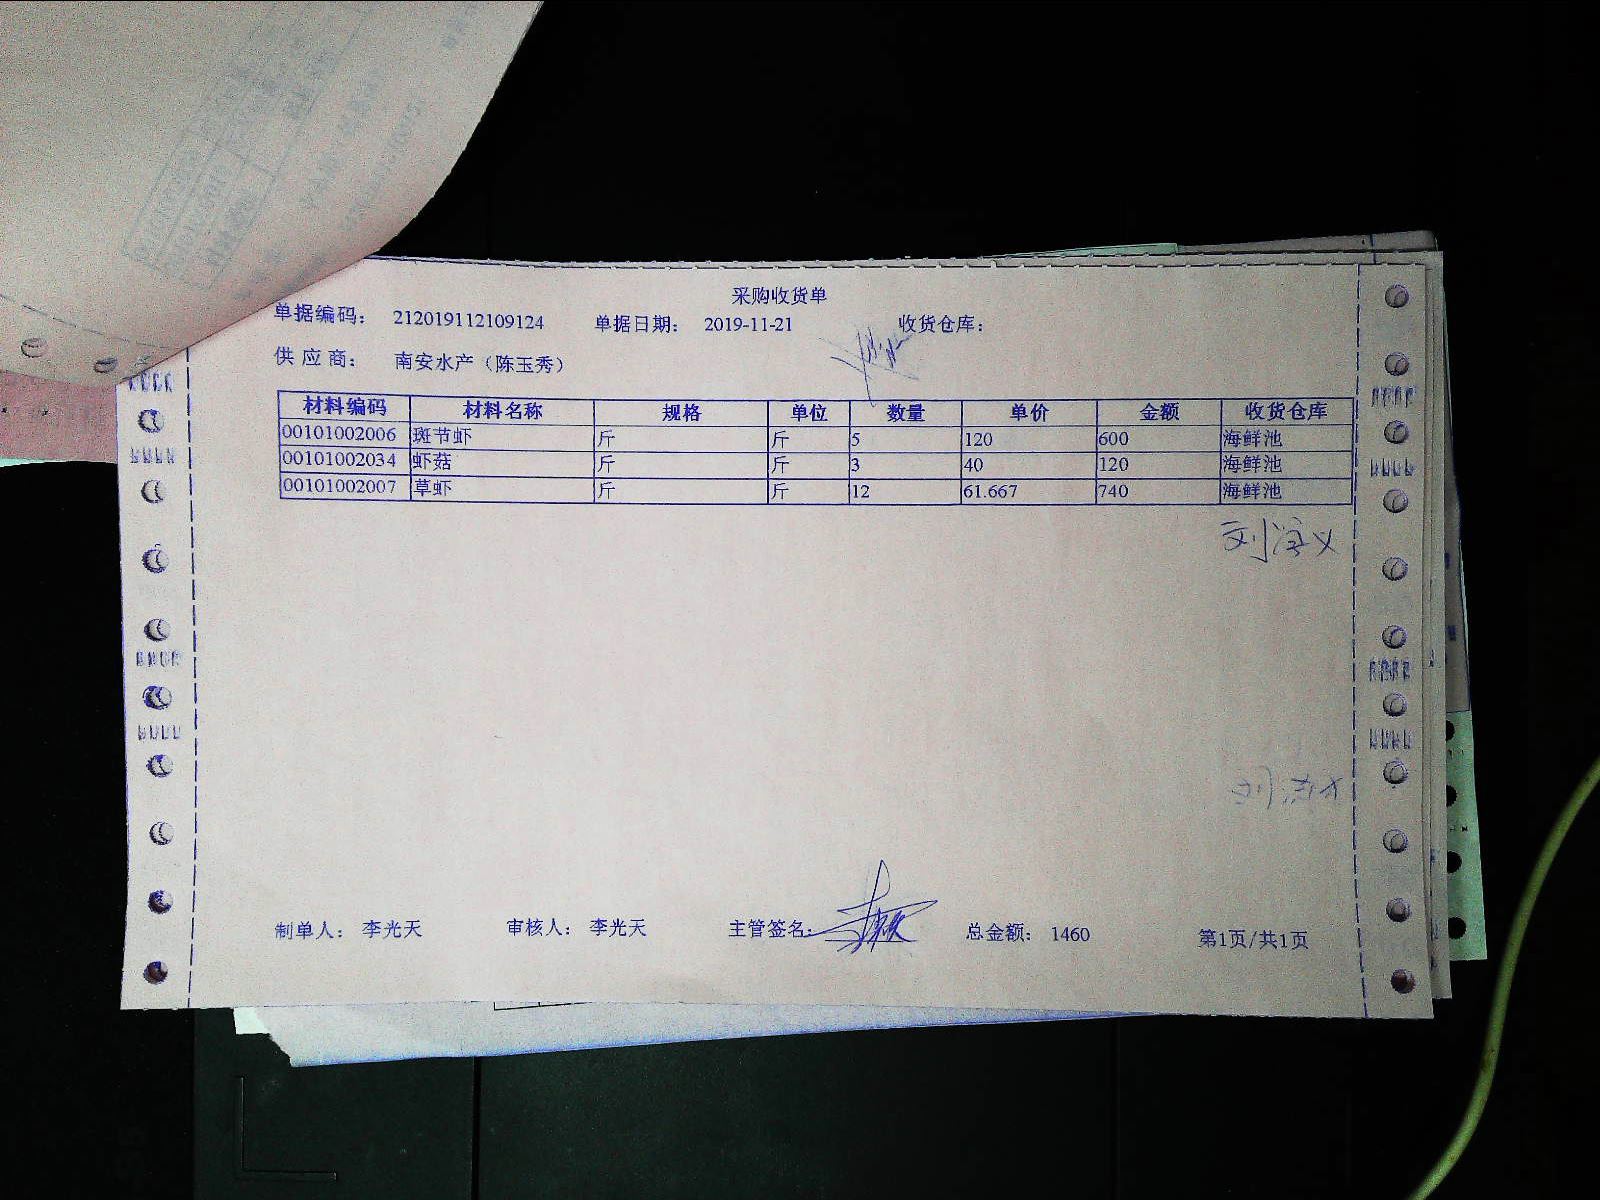 采购收货单
单据编码： 212019112109124 单据日期： 2019-11-21 收货仓库：
供 应 商： 南安水产（陈玉秀）
材料编码 材料名称 规格 单位 数量 单价 金额 收货仓库
00101002006 斑节虾 斤 斤 5 120 600 海鲜池
00101002034 虾菇 斤 斤 3 40 120 海鲜池
00101002007 草虾 斤 斤 12 61.667 740 海鲜池
制单人： 李光天 审核人： 李光天 主管签名： 总金额： 1460 第1页/共1页